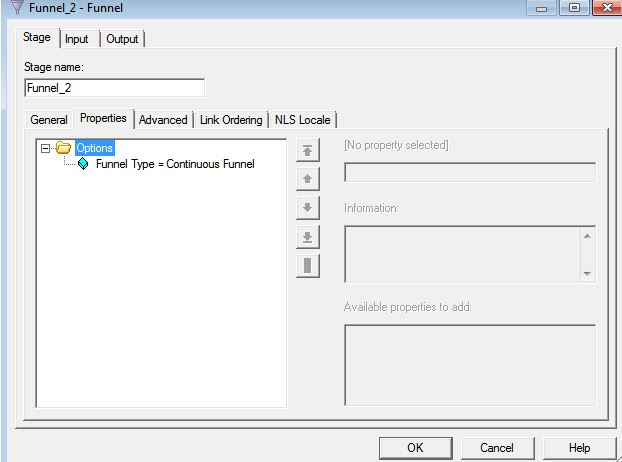 Funnel_2 - Funnel
Stage Input Output
Stage name:
Funnel_2
General Properties Advanced Link Ordering NLS Locale
Options
Funnel Type = Continuous Funnel
[No property selected]
Information:
Available properties to add:
OK Cancel Help